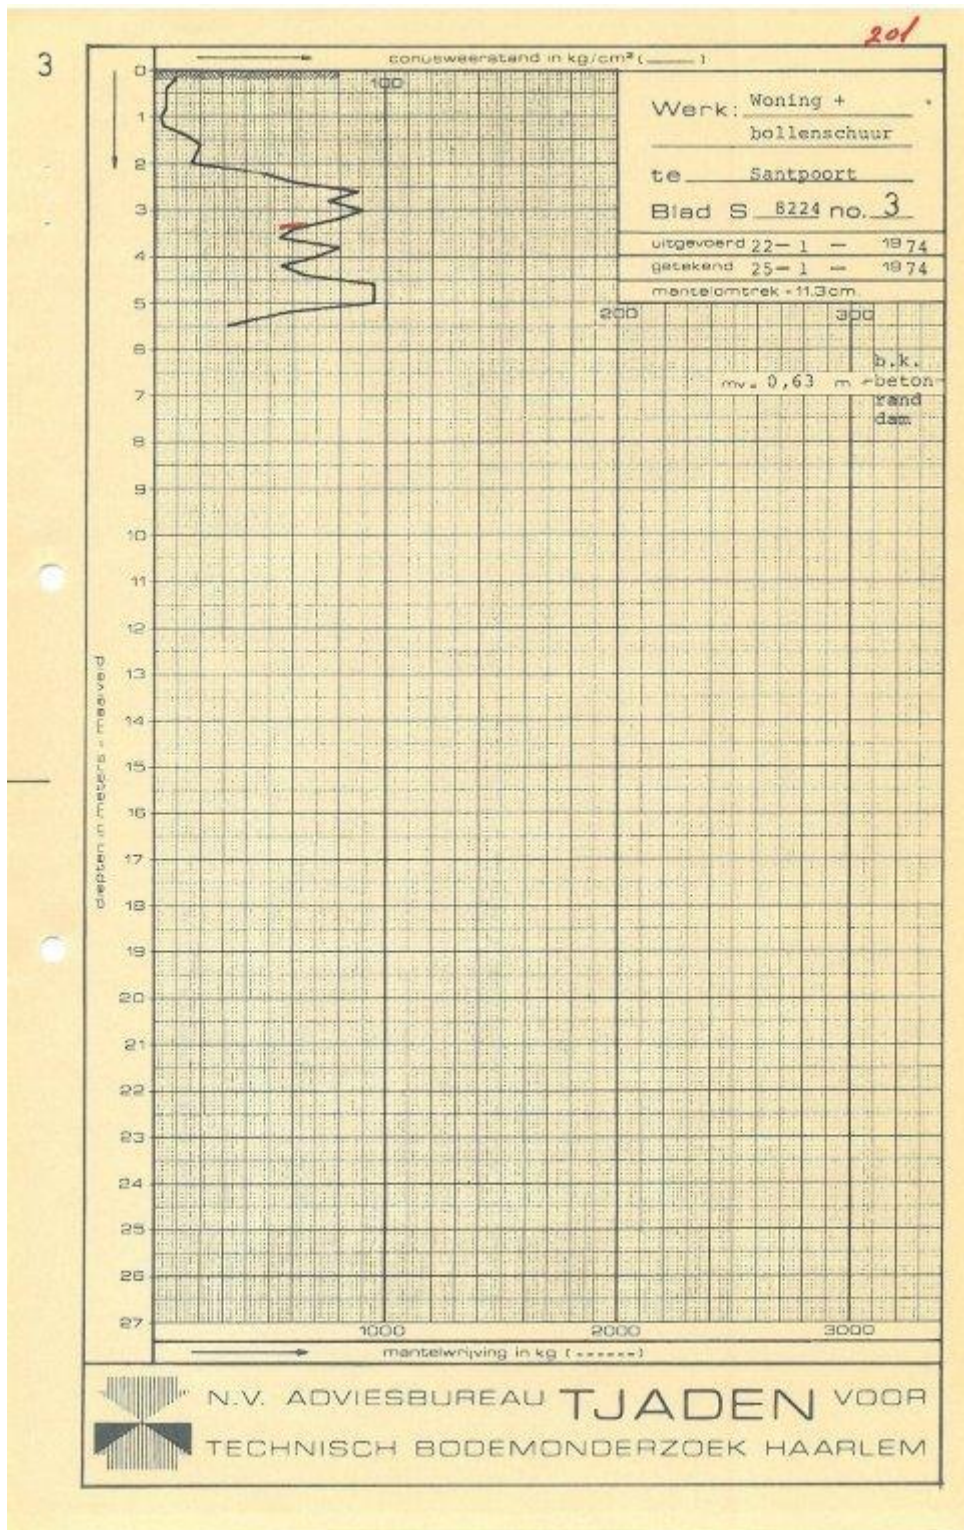 201
3
conusweerstand in kg/cm² (——)
100
Werk: Woning +
bollenschuur
te Santpoort
Blad S 8224 no. 3
uitgevoerd 22-1-1974
getekend 25-1-1974
mantelomtrek = 11.3cm
200 300
mv = 0,63 m - b.k.
beton-
rand
dam
0
1
2
3
4
5
6
7
8
9
10
11
12
13
14
15
16
17
18
19
20
21
22
23
24
25
26
27
diepten in meters - maaiveld
1000 2000 3000
mantelwrijving in kg (------)
N.V. ADVIESBUREAU TJADEN VOOR
TECHNISCH BODEMONDERZOEK HAARLEM